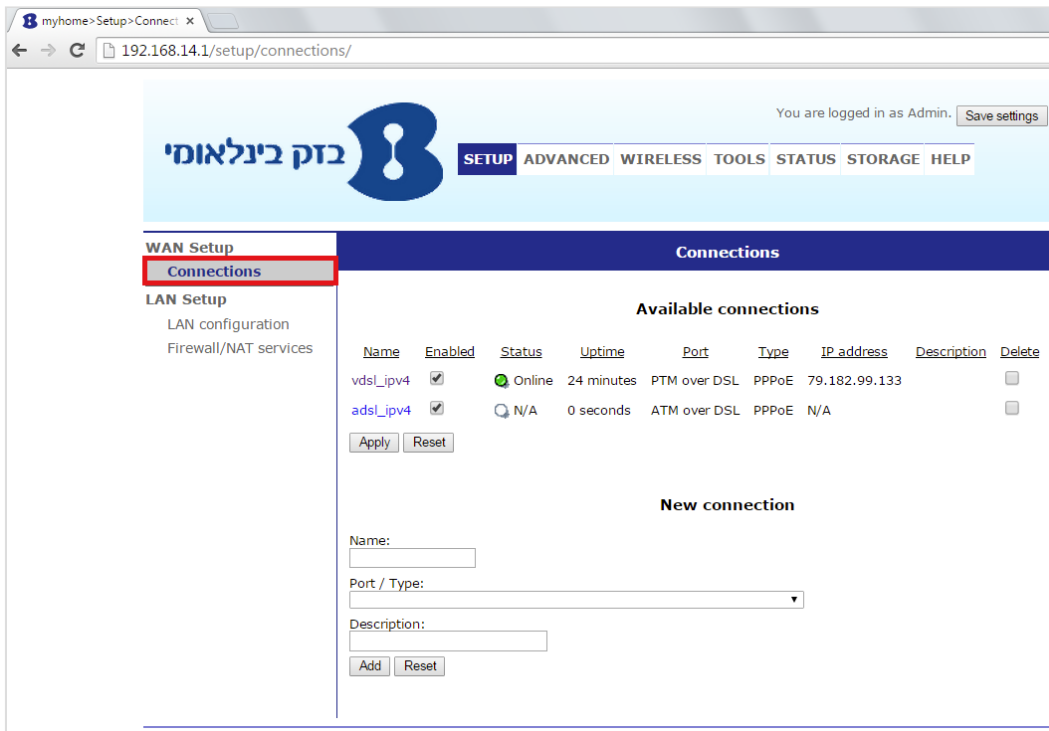 myhome>Setup>Connect
192.168.14.1/setup/connections/
You are logged in as Admin. Save settings
בזק בינלאומי
SETUP ADVANCED WIRELESS TOOLS STATUS STORAGE HELP
WAN Setup
Connections
LAN Setup
LAN configuration
Firewall/NAT services
Connections
Available connections
Name Enabled Status Uptime Port Type IP address Description Delete
vdsl_ipv4 Online 24 minutes PTM over DSL PPPoE 79.182.99.133
adsl_ipv4 N/A 0 seconds ATM over DSL PPPoE N/A
Apply Reset
New connection
Name:
Port / Type:
Description:
Add Reset